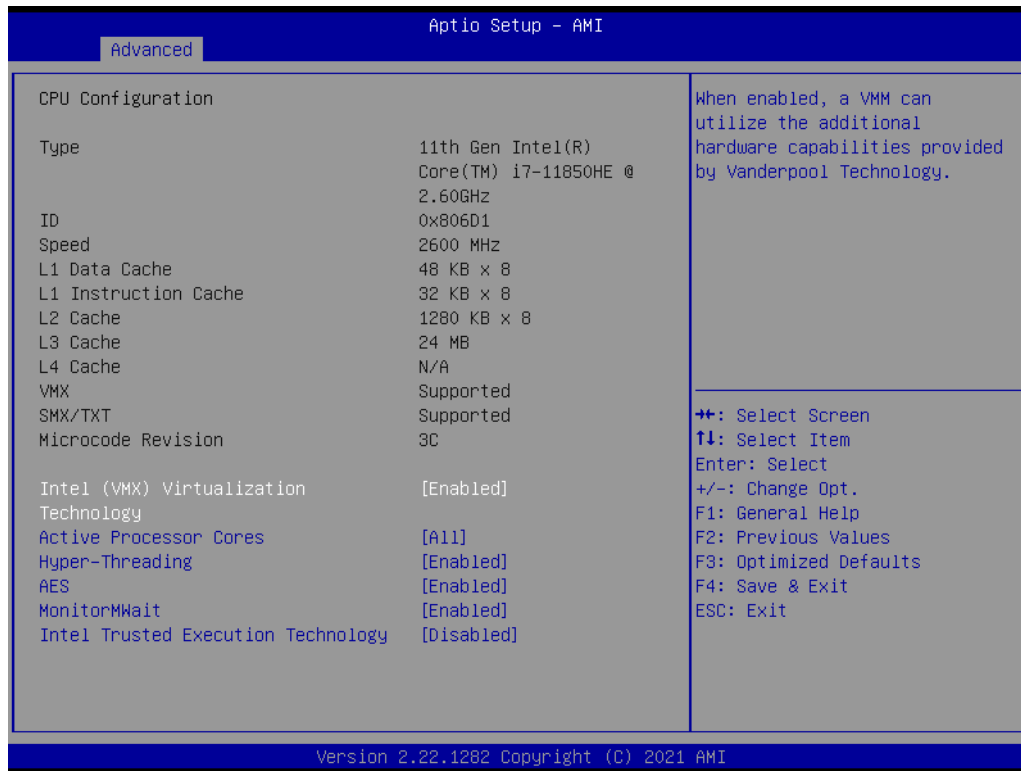 Aptio Setup – AMI
Advanced
CPU Configuration
Type 11th Gen Intel(R)
Core(TM) i7-11850HE @
2.60GHz
ID 0x806D1
Speed 2600 MHz
L1 Data Cache 48 KB x 8
L1 Instruction Cache 32 KB x 8
L2 Cache 1280 KB x 8
L3 Cache 24 MB
L4 Cache N/A
VMX Supported
SMX/TXT Supported
Microcode Revision 3C
Intel (VMX) Virtualization [Enabled]
Technology
Active Processor Cores [All]
Hyper-Threading [Enabled]
AES [Enabled]
MonitorMWait [Enabled]
Intel Trusted Execution Technology [Disabled]
When enabled, a VMM can
utilize the additional
hardware capabilities provided
by Vanderpool Technology.
→←: Select Screen
↑↓: Select Item
Enter: Select
+/-: Change Opt.
F1: General Help
F2: Previous Values
F3: Optimized Defaults
F4: Save & Exit
ESC: Exit
Version 2.22.1282 Copyright (C) 2021 AMI